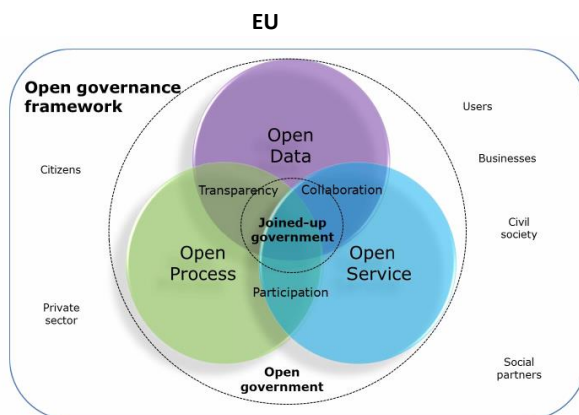 EU
Open governance
framework
Users
Open
Data
Businesses
Citizens
Transparency
Collaboration
Joined-up
government
Civil
society
Open
Process
Open
Service
Participation
Private
sector
Open
government
Social
partners